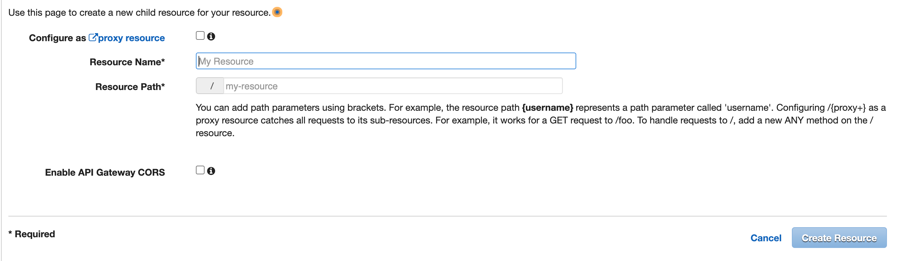 Use this page to create a new child resource for your resource.
Configure as proxy resource
Resource Name*
My Resource
Resource Path*
/ my-resource
You can add path parameters using brackets. For example, the resource path {username} represents a path parameter called 'username'. Configuring /{proxy+} as a
proxy resource catches all requests to its sub-resources. For example, it works for a GET request to /foo. To handle requests to /, add a new ANY method on the /
resource.
Enable API Gateway CORS
* Required
Cancel Create Resource